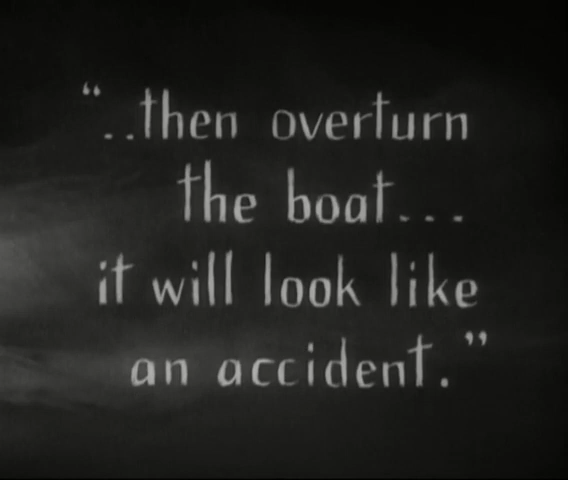 “..then overturn
the boat...
it will look like
an accident.”